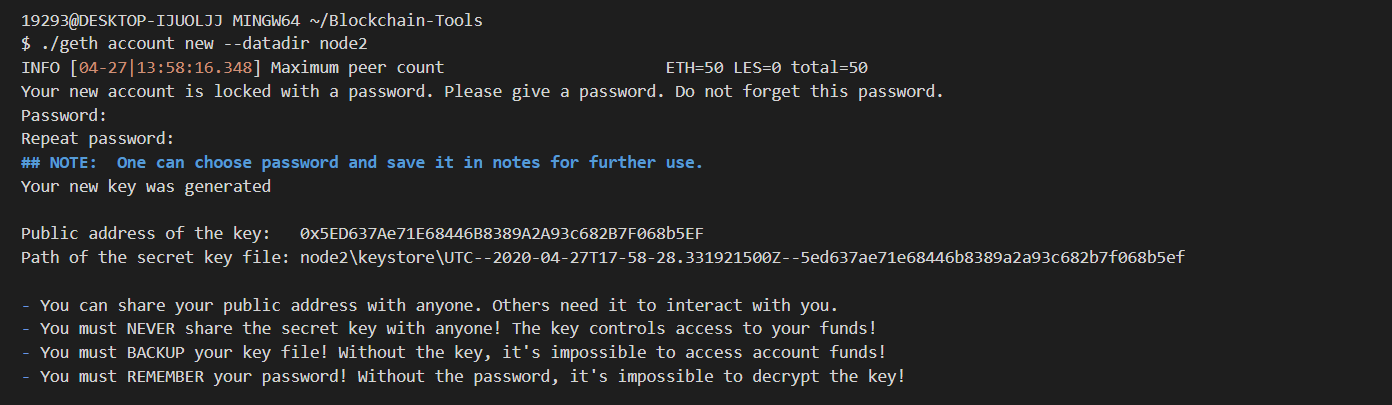 19293@DESKTOP-IJUOLJJ MINGW64 ~/Blockchain-Tools
$ ./geth account new --datadir node2
INFO [04-27|13:58:16.348] Maximum peer count                       ETH=50 LES=0 total=50
Your new account is locked with a password. Please give a password. Do not forget this password.
Password:
Repeat password:
## NOTE:  One can choose password and save it in notes for further use.
Your new key was generated
Public address of the key:   0x5ED637Ae71E68446B8389A2A93c682B7F068b5EF
Path of the secret key file: node2\keystore\UTC--2020-04-27T17-58-28.331921500Z--5ed637ae71e68446b8389a2a93c682b7f068b5ef
- You can share your public address with anyone. Others need it to interact with you.
- You must NEVER share the secret key with anyone! The key controls access to your funds!
- You must BACKUP your key file! Without the key, it's impossible to access account funds!
- You must REMEMBER your password! Without the password, it's impossible to decrypt the key!